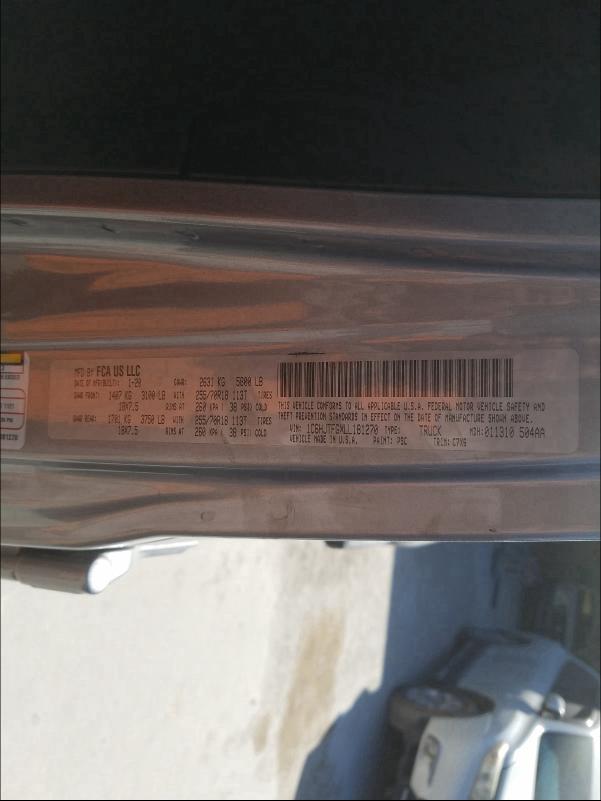 MFD BY FCA US LLC
DATE OF MFG(BUILT): 1-20 GVWR: 2631 KG 5800 LB
GAWR FRONT: 1407 KG 3100 LB WITH 255/70R18 113T TIRES
18X7.5 RIMS AT 260 KPA / 38 PSI COLD
GAWR REAR: 1701 KG 3750 LB WITH 255/70R18 113T TIRES
18X7.5 RIMS AT 260 KPA / 38 PSI COLD
THIS VEHICLE CONFORMS TO ALL APPLICABLE U.S.A. FEDERAL MOTOR VEHICLE SAFETY AND
THEFT PREVENTION STANDARDS IN EFFECT ON THE DATE OF MANUFACTURE SHOWN ABOVE.
VIN: 1C6HJTFGXLL181270 TYPE: TRUCK MDH: 011310 504AA
VEHICLE MADE IN U.S.A. PAINT: PSC TRIM: C7X9